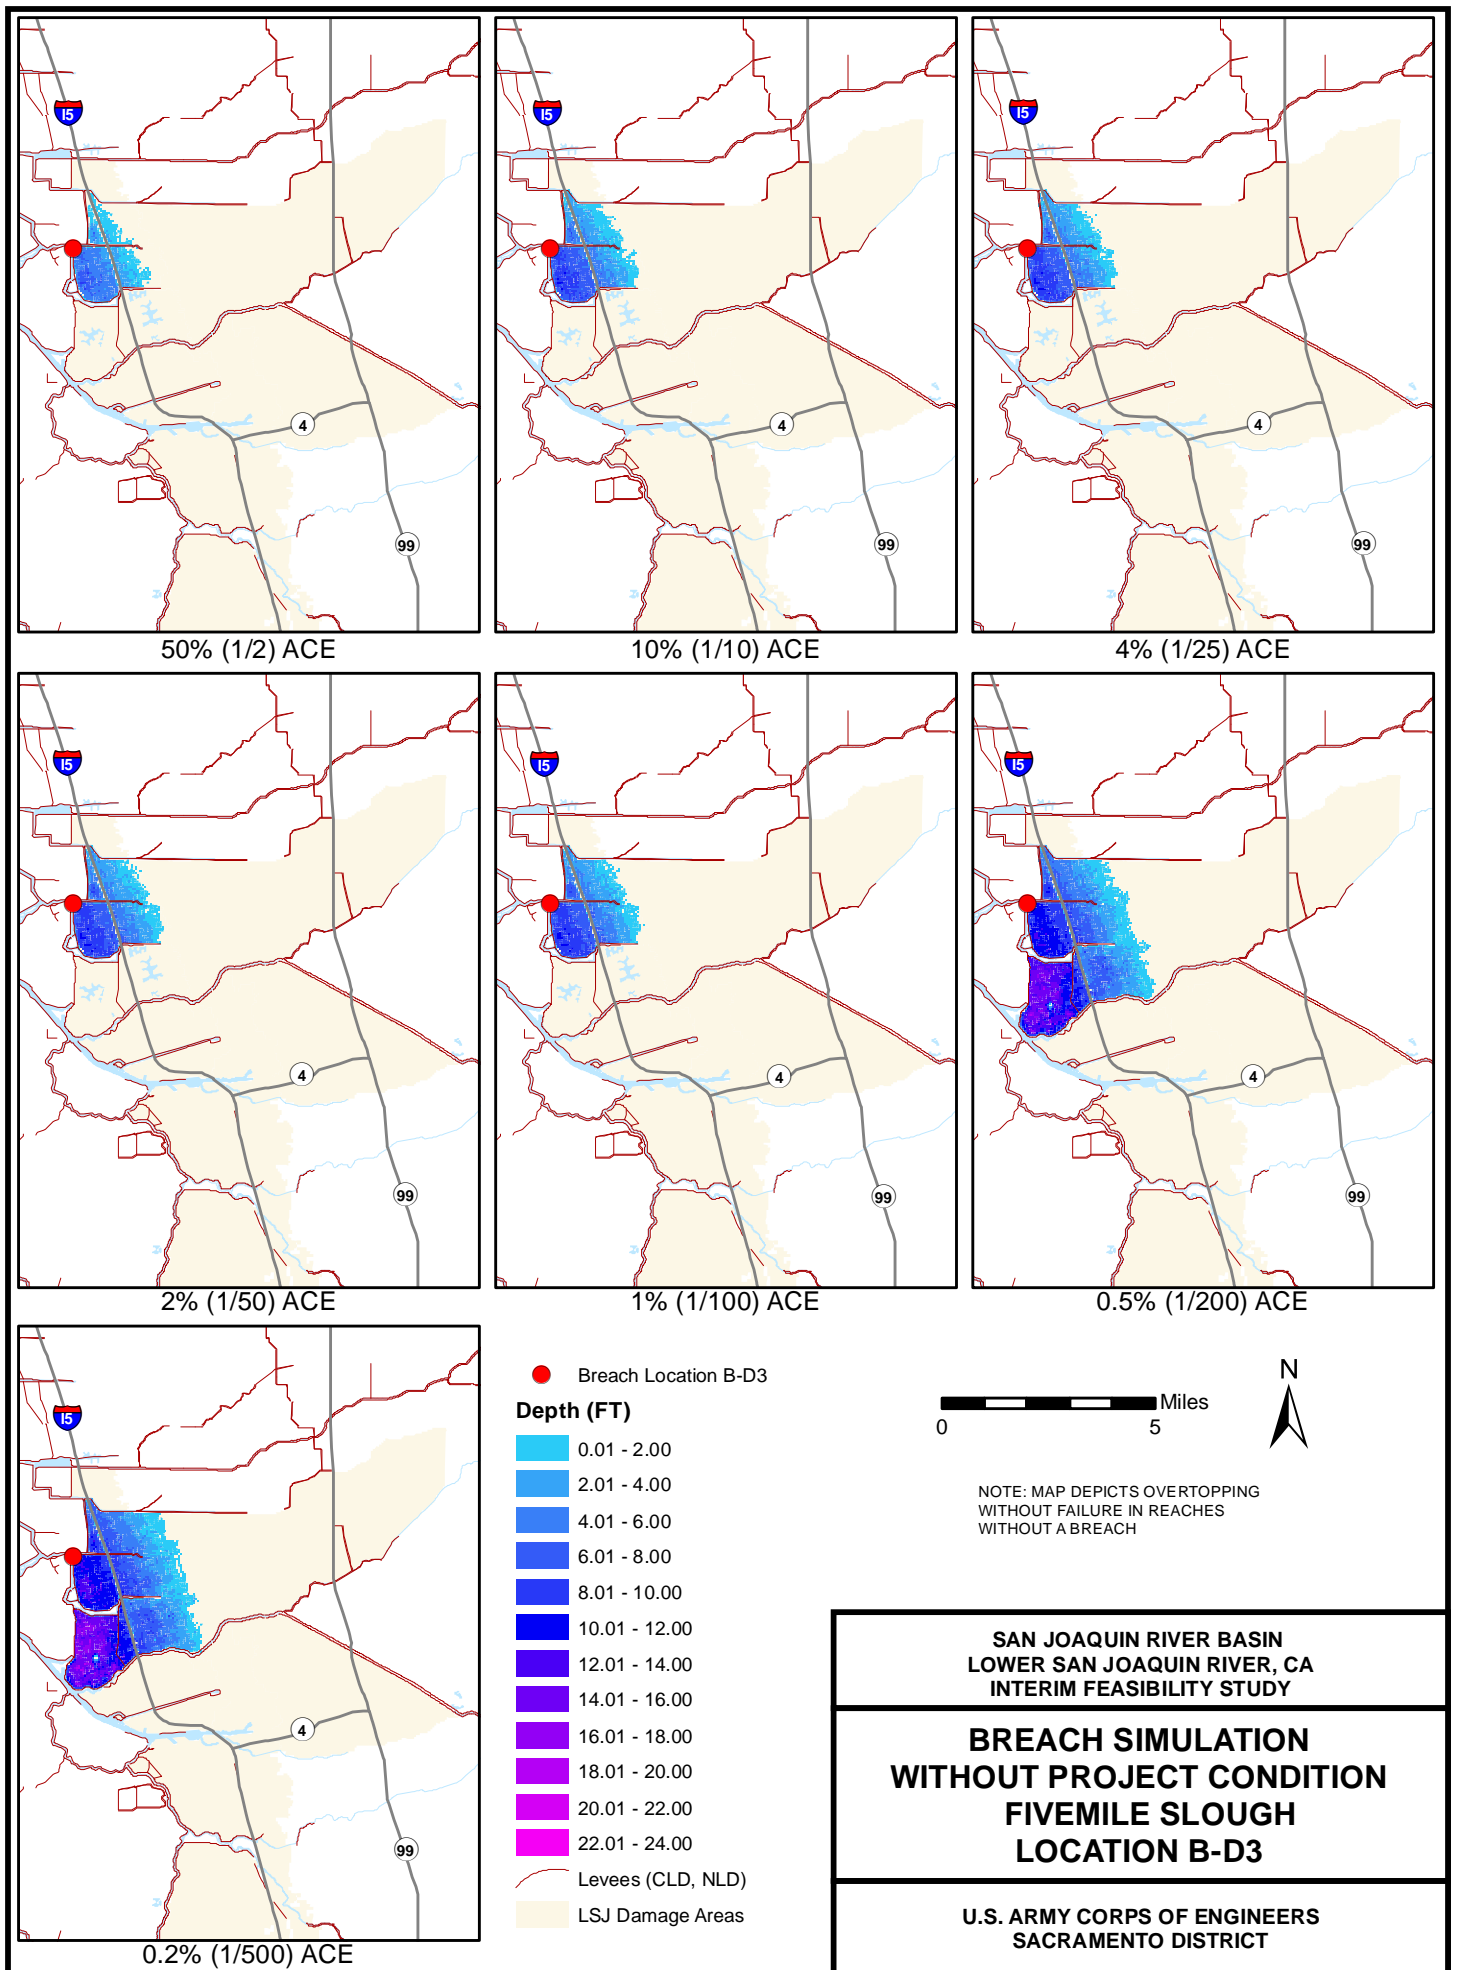 I5
4
99
50% (1/2) ACE
I5
4
99
10% (1/10) ACE
I5
4
99
4% (1/25) ACE
I5
4
99
2% (1/50) ACE
I5
4
99
1% (1/100) ACE
I5
4
99
0.5% (1/200) ACE
I5
4
99
0.2% (1/500) ACE
Breach Location B-D3
Depth (FT)
0.01 - 2.00
2.01 - 4.00
4.01 - 6.00
6.01 - 8.00
8.01 - 10.00
10.01 - 12.00
12.01 - 14.00
14.01 - 16.00
16.01 - 18.00
18.01 - 20.00
20.01 - 22.00
22.01 - 24.00
Levees (CLD, NLD)
LSJ Damage Areas
Miles
0 5
N
NOTE: MAP DEPICTS OVERTOPPING
WITHOUT FAILURE IN REACHES
WITHOUT A BREACH
SAN JOAQUIN RIVER BASIN
LOWER SAN JOAQUIN RIVER, CA
INTERIM FEASIBILITY STUDY
BREACH SIMULATION
WITHOUT PROJECT CONDITION
FIVEMILE SLOUGH
LOCATION B-D3
U.S. ARMY CORPS OF ENGINEERS
SACRAMENTO DISTRICT